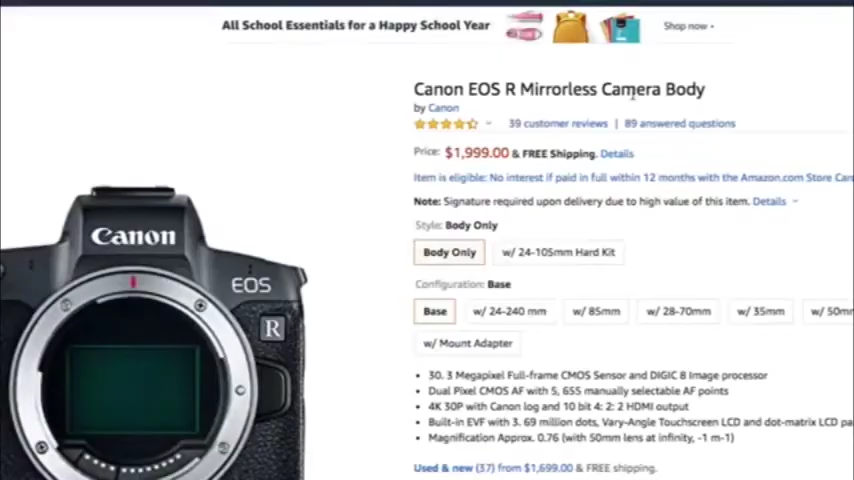 All School Essentials for a Happy School Year
Shop now
Canon EOS R Mirrorless Camera Body
by Canon
39 customer reviews | 89 answered questions
Price: $1,999.00 & FREE Shipping. Details
Item is eligible: No interest if paid in full within 12 months with the Amazon.com Store Card
Note: Signature required upon delivery due to high value of this item. Details
Style: Body Only
Body Only w/ 24-105mm Hard Kit
Configuration: Base
Base w/ 24-240 mm w/ 85mm w/ 28-70mm w/ 35mm w/ 50mm
w/ Mount Adapter
30. 3 Megapixel Full-frame CMOS Sensor and DIGIC 8 Image processor
Dual Pixel CMOS AF with 5, 655 manually selectable AF points
4K 30P with Canon log and 10 bit 4: 2: 2 HDMI output
Built-in EVF with 3. 69 million dots, Vary-Angle Touchscreen LCD and dot-matrix LCD pa
Magnification Approx. 0.76 (with 50mm lens at infinity, -1 m-1)
Used & new (37) from $1,699.00 & FREE shipping.
Canon
EOS
R